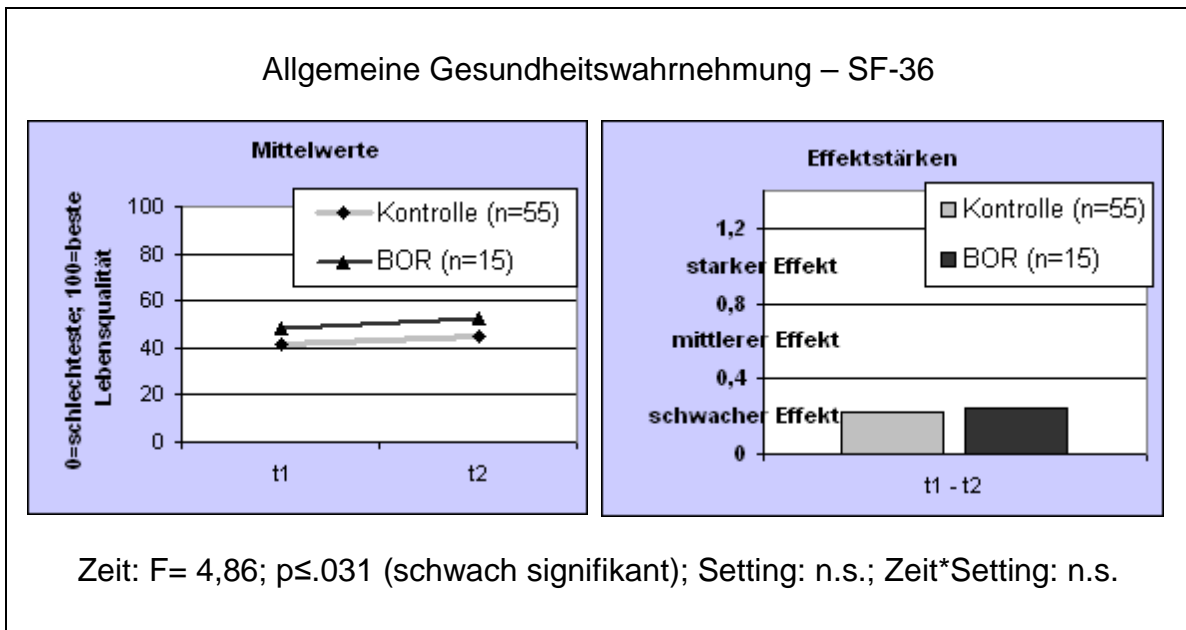 Allgemeine Gesundheitswahrnehmung – SF-36
Mittelwerte
0=schlechteste; 100=beste
Lebensqualität
100
80
60
40
20
0
t1
t2
Kontrolle (n=55)
BOR (n=15)
Effektstärken
1,2
starker Effekt
0,8
mittlerer Effekt
0,4
schwacher Effekt
0
t1 - t2
Kontrolle (n=55)
BOR (n=15)
Zeit: F= 4,86; p≤.031 (schwach signifikant); Setting: n.s.; Zeit*Setting: n.s.